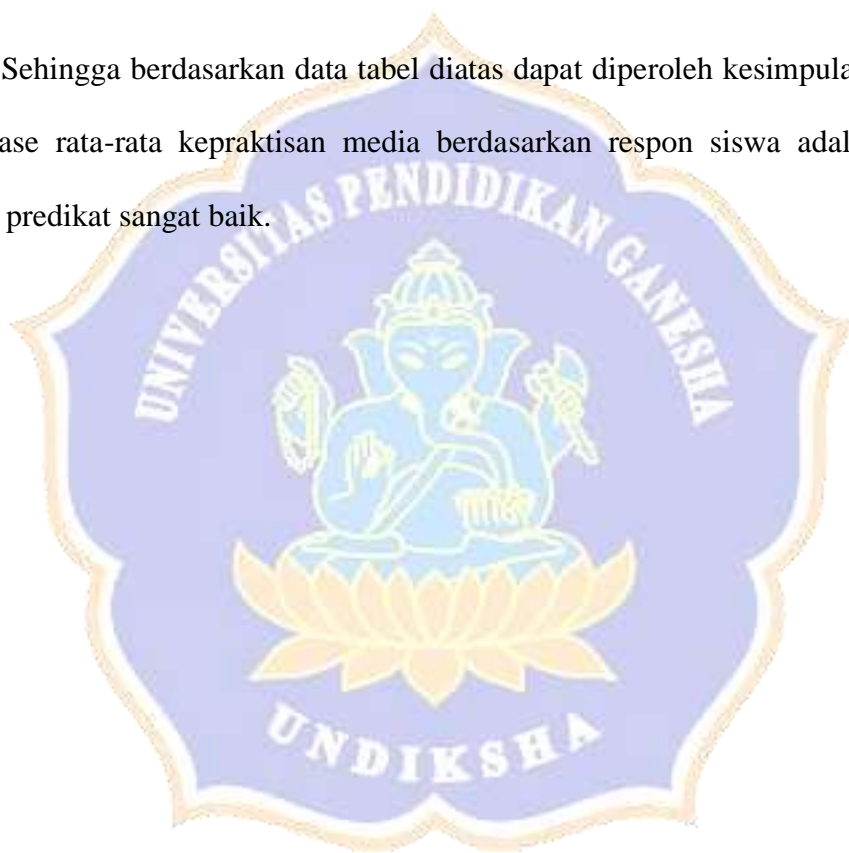 Sehingga berdasarkan data tabel diatas dapat diperoleh kesimpula
ase rata-rata kepraktisan media berdasarkan respon siswa adal
predikat sangat baik.
UNIVERSITAS PENDIDIKAN GANESHA
UNDIKSHA